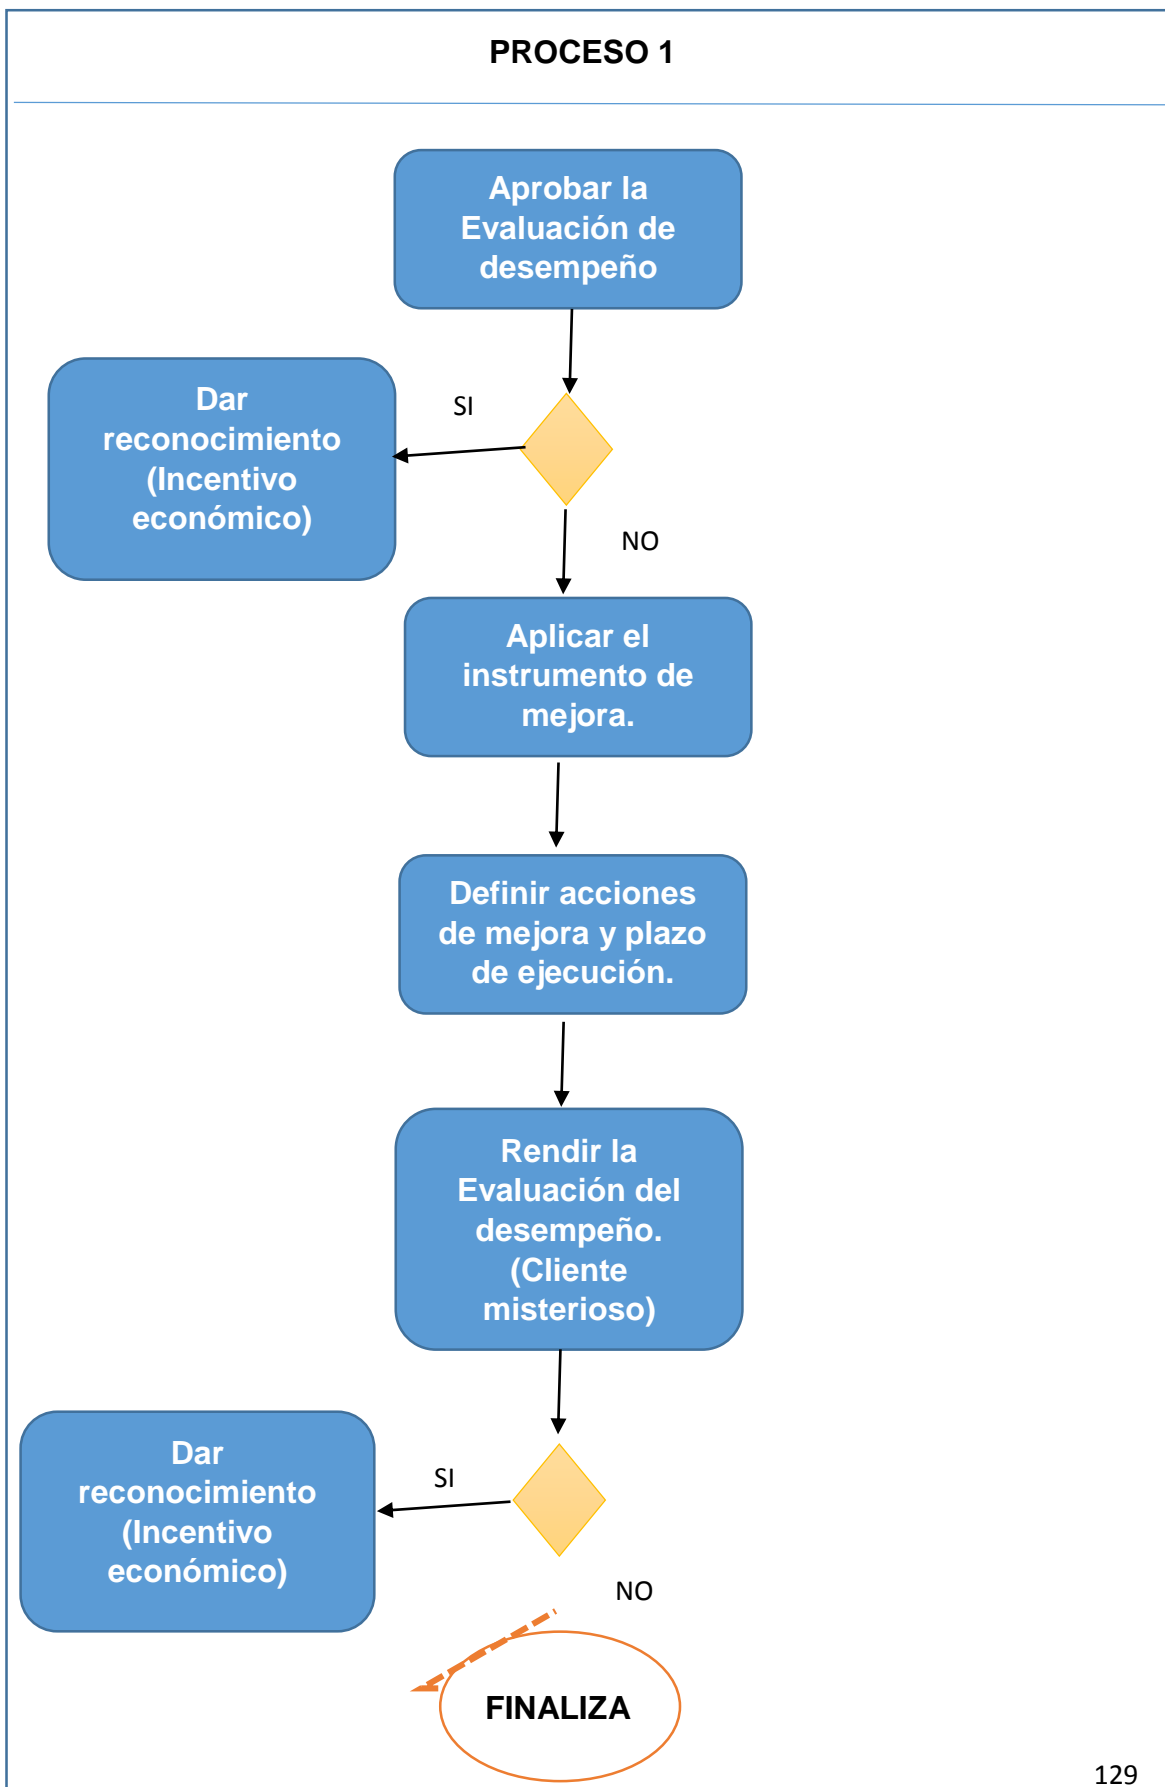 PROCESO 1
Aprobar la
Evaluación de
desempeño
Dar
reconocimiento
(Incentivo
económico)
SI
NO
Aplicar el
instrumento de
mejora.
Definir acciones
de mejora y plazo
de ejecución.
Rendir la
Evaluación del
desempeño.
(Cliente
misterioso)
Dar
reconocimiento
(Incentivo
económico)
SI
NO
FINALIZA
129